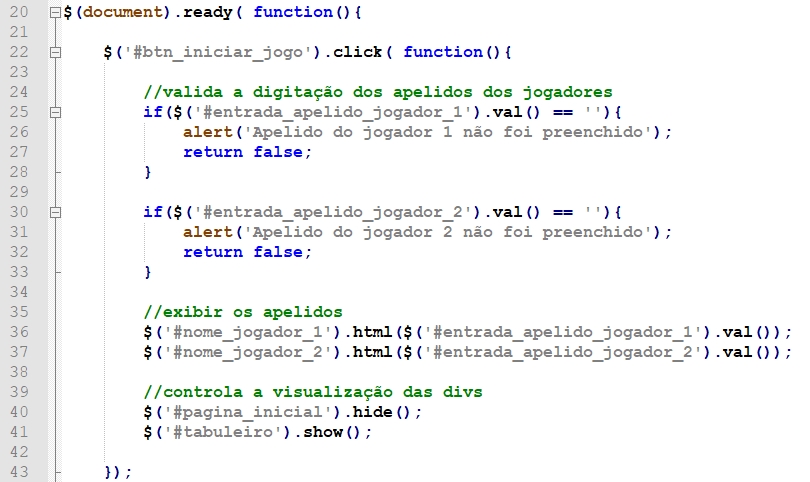 20 $(document).ready( function(){
21
22 $('#btn_iniciar_jogo').click( function(){
23
24 //valida a digitação dos apelidos dos jogadores
25 if($('#entrada_apelido_jogador_1').val() == ''){
26 alert('Apelido do jogador 1 não foi preenchido');
27 return false;
28 }
29
30 if($('#entrada_apelido_jogador_2').val() == ''){
31 alert('Apelido do jogador 2 não foi preenchido');
32 return false;
33 }
34
35 //exibir os apelidos
36 $('#nome_jogador_1').html($('#entrada_apelido_jogador_1').val());
37 $('#nome_jogador_2').html($('#entrada_apelido_jogador_2').val());
38
39 //controla a visualização das divs
40 $('#pagina_inicial').hide();
41 $('#tabuleiro').show();
42
43 });